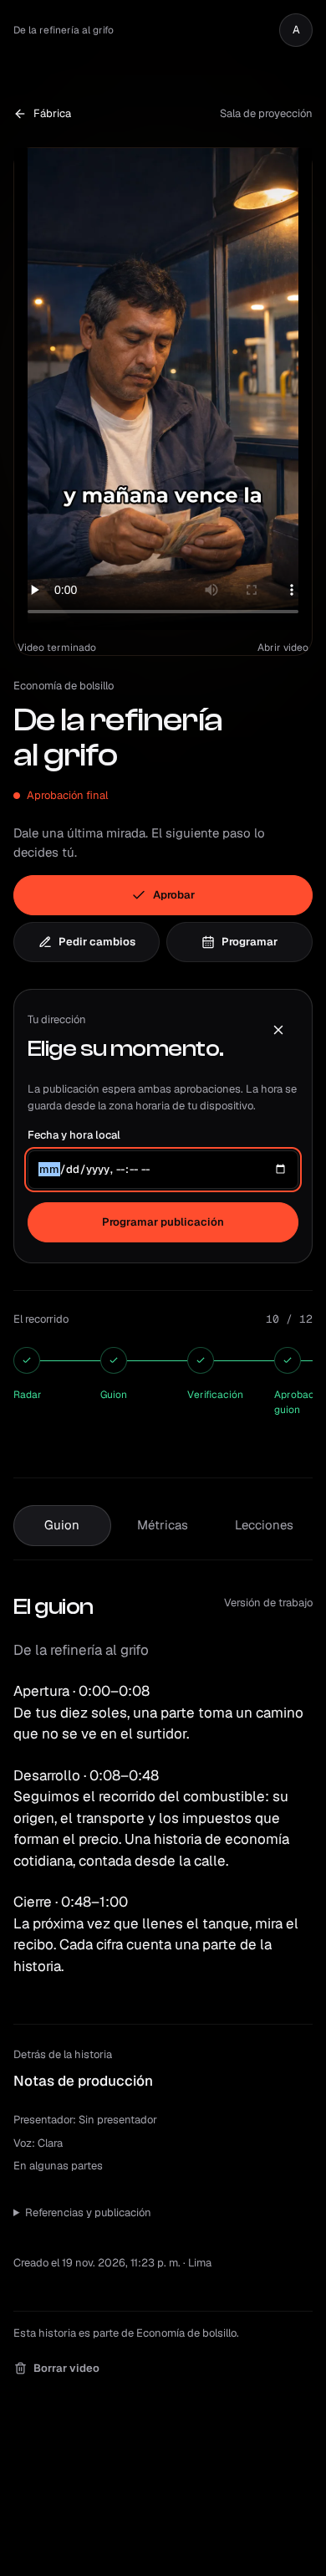 De la refinería al grifo
A
Fábrica
Sala de proyección
y mañana vence la
0:00
Video terminado
Abrir video
Economía de bolsillo
De la refinería
al grifo
Aprobación final
Dale una última mirada. El siguiente paso lo
decides tú.
Aprobar
Pedir cambios
Programar
Tu dirección
Elige su momento.
La publicación espera ambas aprobaciones. La hora se
guarda desde la zona horaria de tu dispositivo.
Fecha y hora local
mm/dd/yyyy, --:-- --
Programar publicación
El recorrido
10 / 12
Radar
Guion
Verificación
Aprobac
guion
Guion
Métricas
Lecciones
El guion
Versión de trabajo
De la refinería al grifo
Apertura · 0:00–0:08
De tus diez soles, una parte toma un camino
que no se ve en el surtidor.
Desarrollo · 0:08–0:48
Seguimos el recorrido del combustible: su
origen, el transporte y los impuestos que
forman el precio. Una historia de economía
cotidiana, contada desde la calle.
Cierre · 0:48–1:00
La próxima vez que llenes el tanque, mira el
recibo. Cada cifra cuenta una parte de la
historia.
Detrás de la historia
Notas de producción
Presentador: Sin presentador
Voz: Clara
En algunas partes
Referencias y publicación
Creado el 19 nov. 2026, 11:23 p. m. · Lima
Esta historia es parte de Economía de bolsillo.
Borrar video